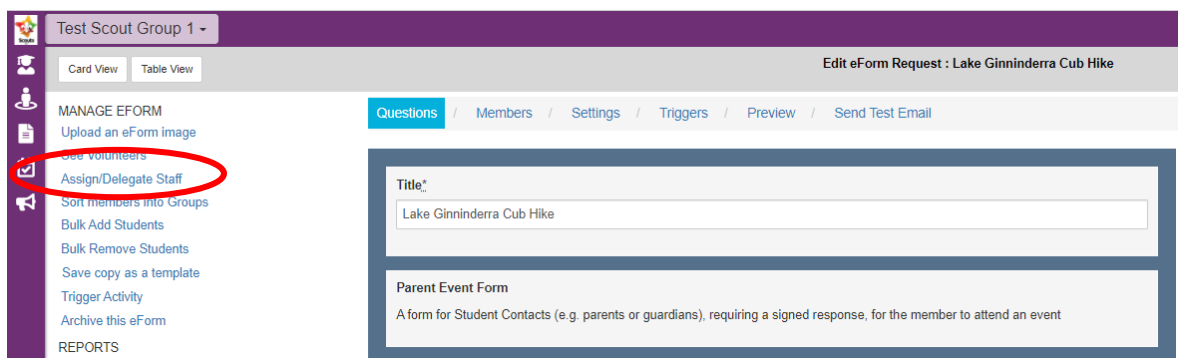 Test Scout Group 1
Scouts
Card View Table View
Edit eForm Request : Lake Ginninderra Cub Hike
MANAGE EFORM
Upload an eForm image
See Volunteers
Assign/Delegate Staff
Sort members into Groups
Bulk Add Students
Bulk Remove Students
Save copy as a template
Trigger Activity
Archive this eForm
REPORTS
Questions / Members / Settings / Triggers / Preview / Send Test Email
Title*
Lake Ginninderra Cub Hike
Parent Event Form
A form for Student Contacts (e.g. parents or guardians), requiring a signed response, for the member to attend an event